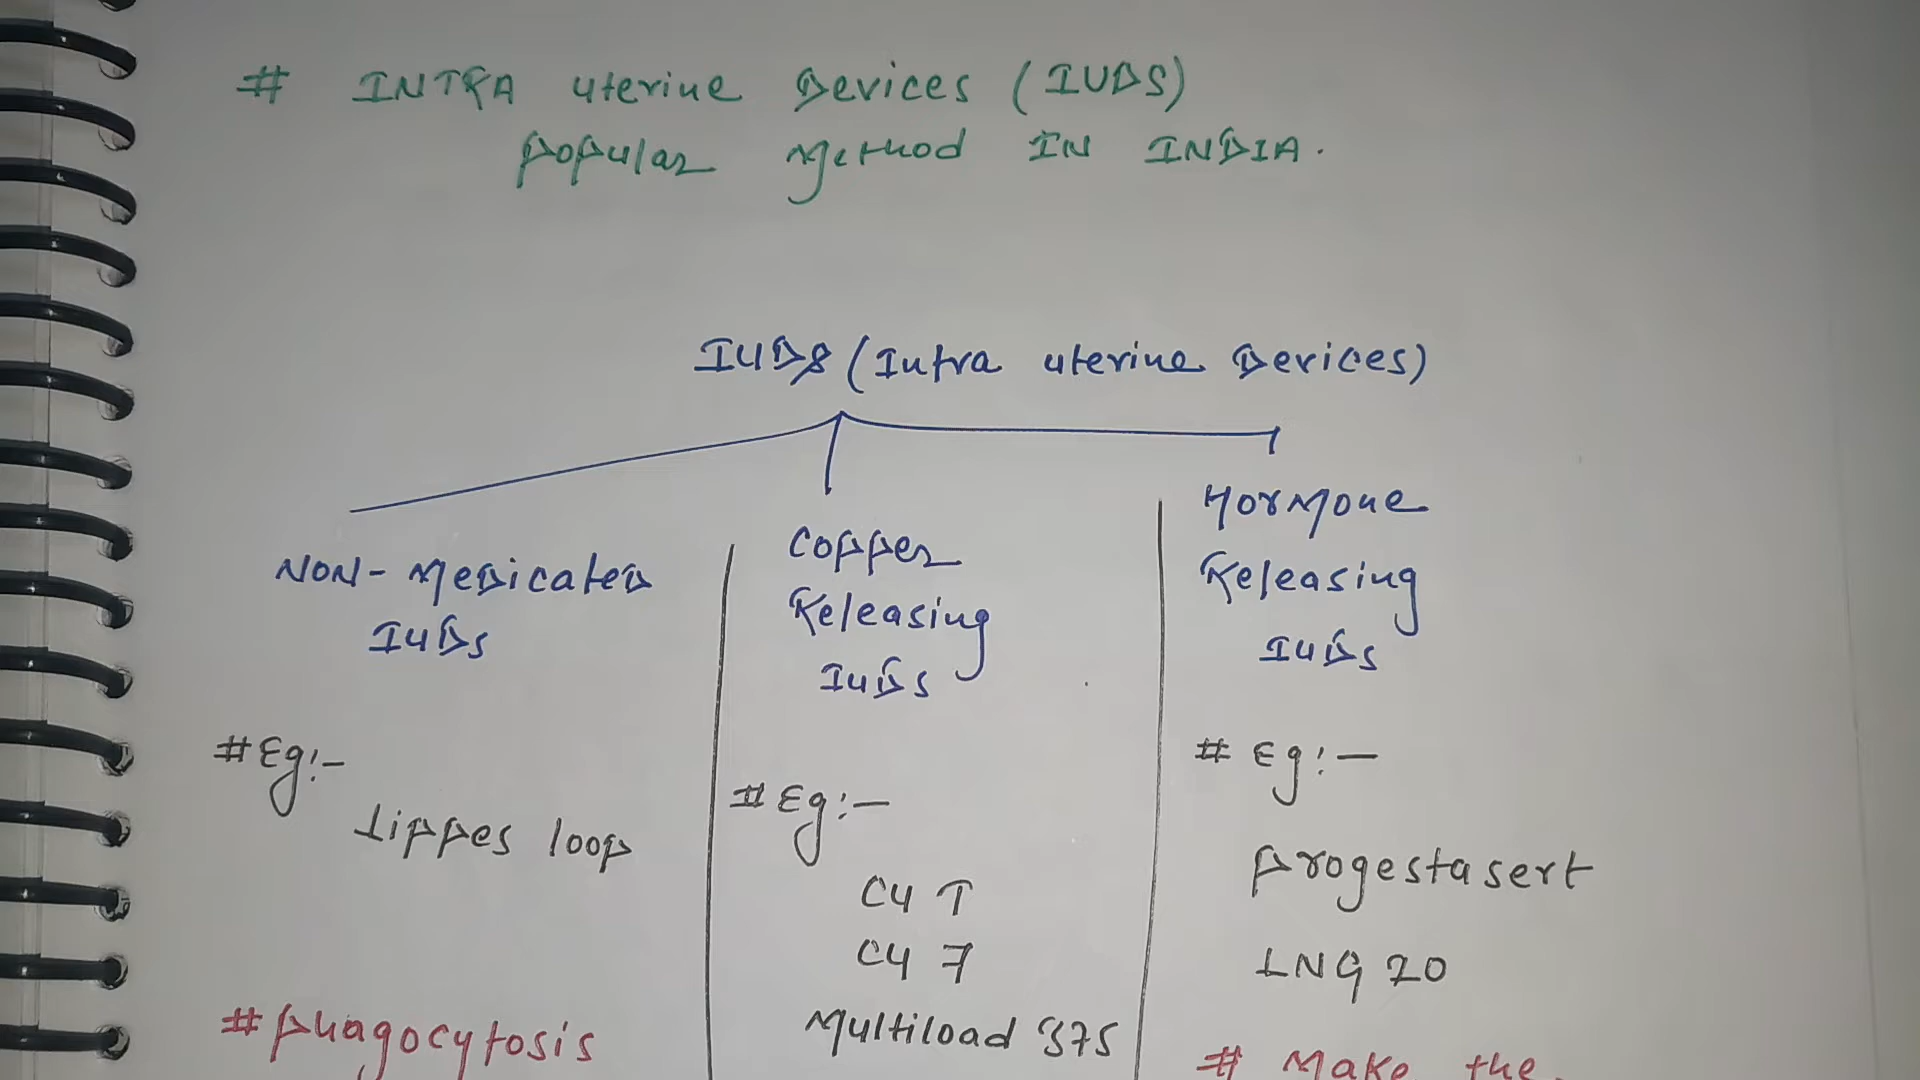 # INTRA uterine Devices (IUDS)
popular Method IN INDIA.
IUDS (Intra uterine Devices)
NON-Medicated
IUDs
Copper
Releasing
IUDs
Hormone
Releasing
IUDs
#Eg:-
Lippes loop
#phagocytosis
#Eg:-
Cu T
Cu 7
Multiload 375
# Eg:-
progestasert
LNG 20
# Make the